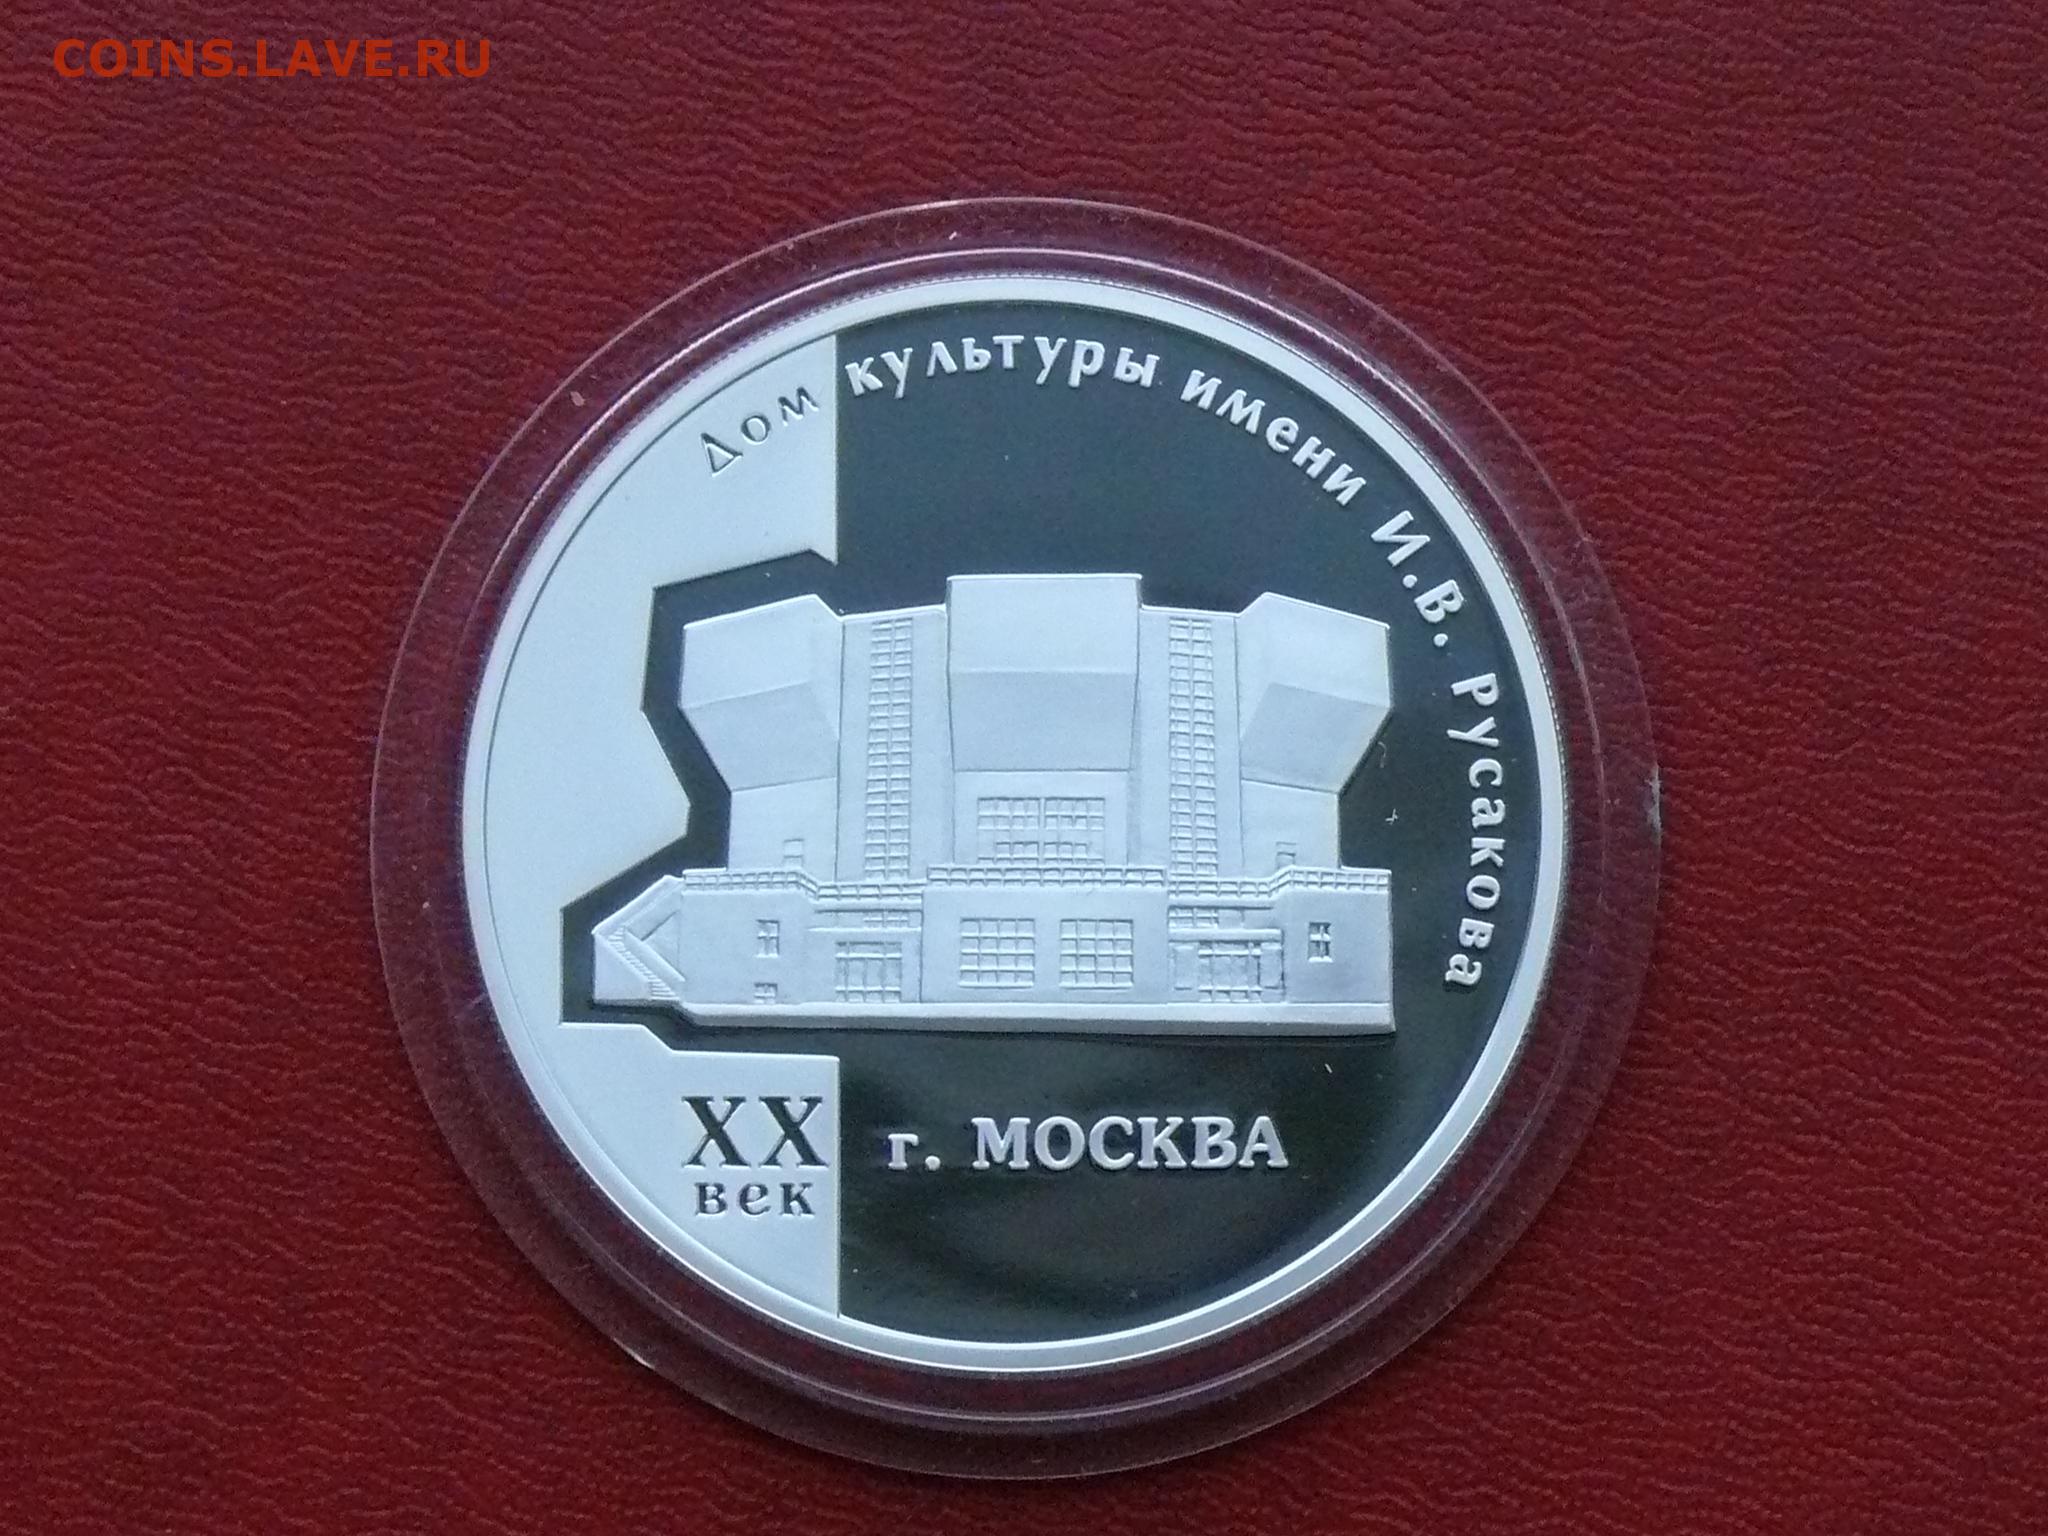 COINS.LAVE.RU
Дом культуры имени И.В. Русакова
XX
век
г. МОСКВА